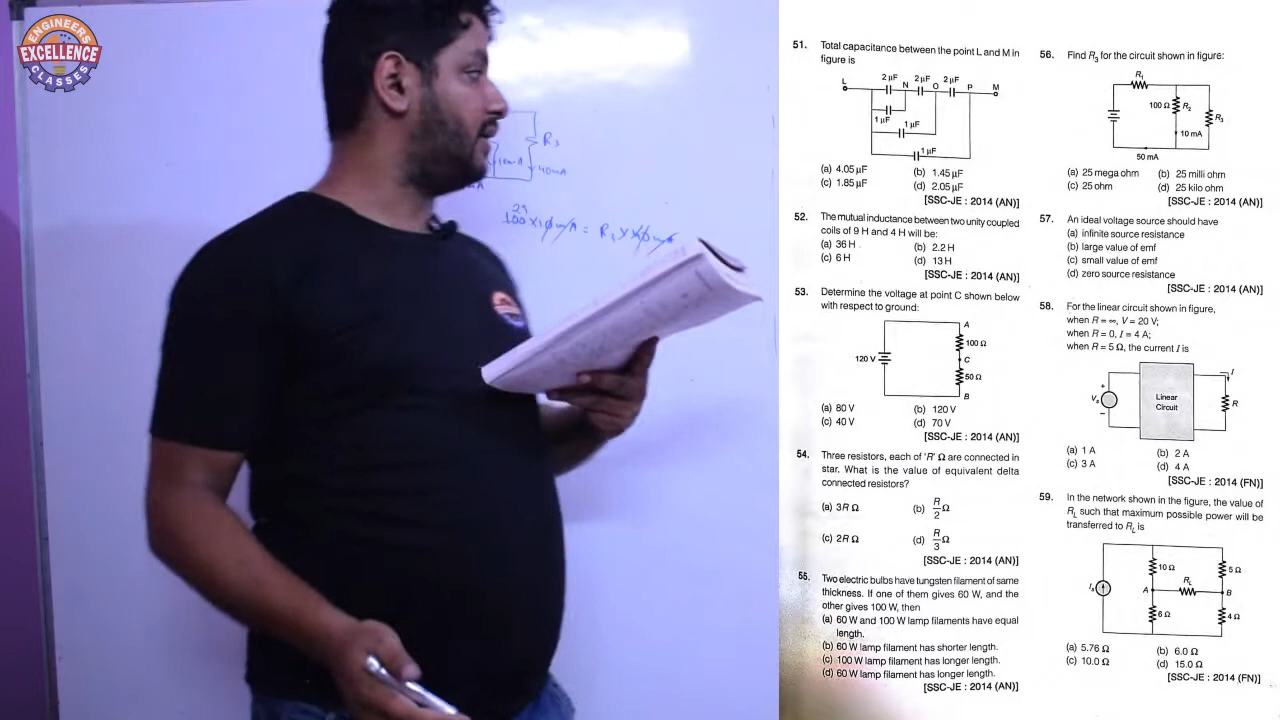 ENGINEERS
EXCELLENCE
CLASSES
R3
10mA
40mA
25
100 x 10mA =
51. Total capacitance between the point L and M in
figure is
L 2 μF N 2 μF O 2 μF P M
1 μF
1 μF
1 μF
(a) 4.05 μF (b) 1.45 μF
(c) 1.85 μF (d) 2.05 μF
[SSC-JE : 2014 (AN)]
52. The mutual inductance between two unity coupled
coils of 9 H and 4 H will be:
(a) 36 H (b) 2.2 H
(c) 6 H (d) 13 H
[SSC-JE : 2014 (AN)]
53. Determine the voltage at point C shown below
with respect to ground:
A
100 Ω
120 V C
50 Ω
B
(a) 80 V (b) 120 V
(c) 40 V (d) 70 V
[SSC-JE : 2014 (AN)]
54. Three resistors, each of 'R' Ω are connected in
star. What is the value of equivalent delta
connected resistors?
(a) 3R Ω (b) R/2 Ω
(c) 2R Ω (d) R/3 Ω
[SSC-JE : 2014 (AN)]
55. Two electric bulbs have tungsten filament of same
thickness. If one of them gives 60 W, and the
other gives 100 W, then
(a) 60 W and 100 W lamp filaments have equal
length.
(b) 60 W lamp filament has shorter length.
(c) 100 W lamp filament has longer length.
(d) 60 W lamp filament has longer length.
[SSC-JE : 2014 (AN)]
56. Find R3 for the circuit shown in figure:
R1
100 Ω R2
R3
10 mA
50 mA
(a) 25 mega ohm (b) 25 milli ohm
(c) 25 ohm (d) 25 kilo ohm
[SSC-JE : 2014 (AN)]
57. An ideal voltage source should have
(a) infinite source resistance
(b) large value of emf
(c) small value of emf
(d) zero source resistance
[SSC-JE : 2014 (AN)]
58. For the linear circuit shown in figure,
when R = ∞, V = 20 V;
when R = 0, I = 4 A;
when R = 5 Ω, the current I is
I
+
Vs
–
Linear
Circuit
R
(a) 1 A (b) 2 A
(c) 3 A (d) 4 A
[SSC-JE : 2014 (FN)]
59. In the network shown in the figure, the value of
RL such that maximum possible power will be
transferred to RL is
10 Ω 5 Ω
RL
Is A B
6 Ω 4 Ω
(a) 5.76 Ω (b) 6.0 Ω
(c) 10.0 Ω (d) 15.0 Ω
[SSC-JE : 2014 (FN)]